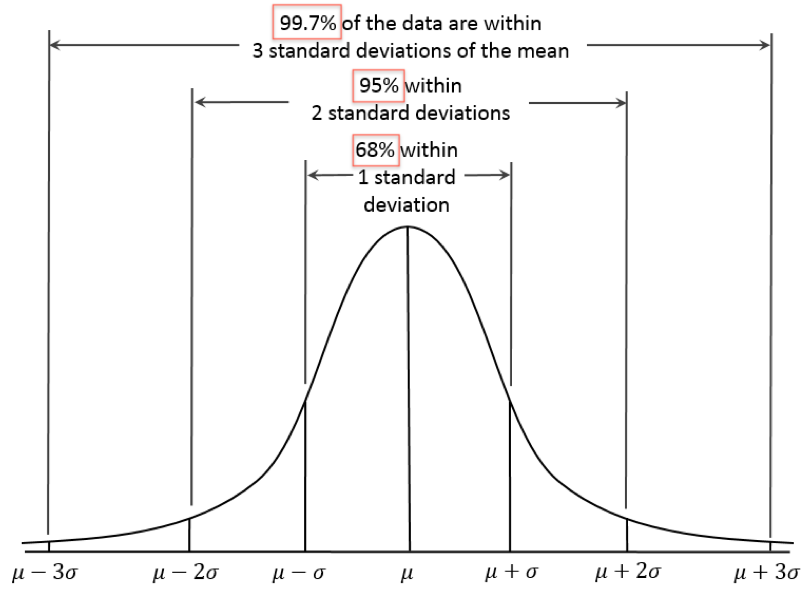 99.7% of the data are within
3 standard deviations of the mean
95% within
2 standard deviations
68% within
1 standard
deviation
μ − 3σ μ − 2σ μ − σ μ μ + σ μ + 2σ μ + 3σ